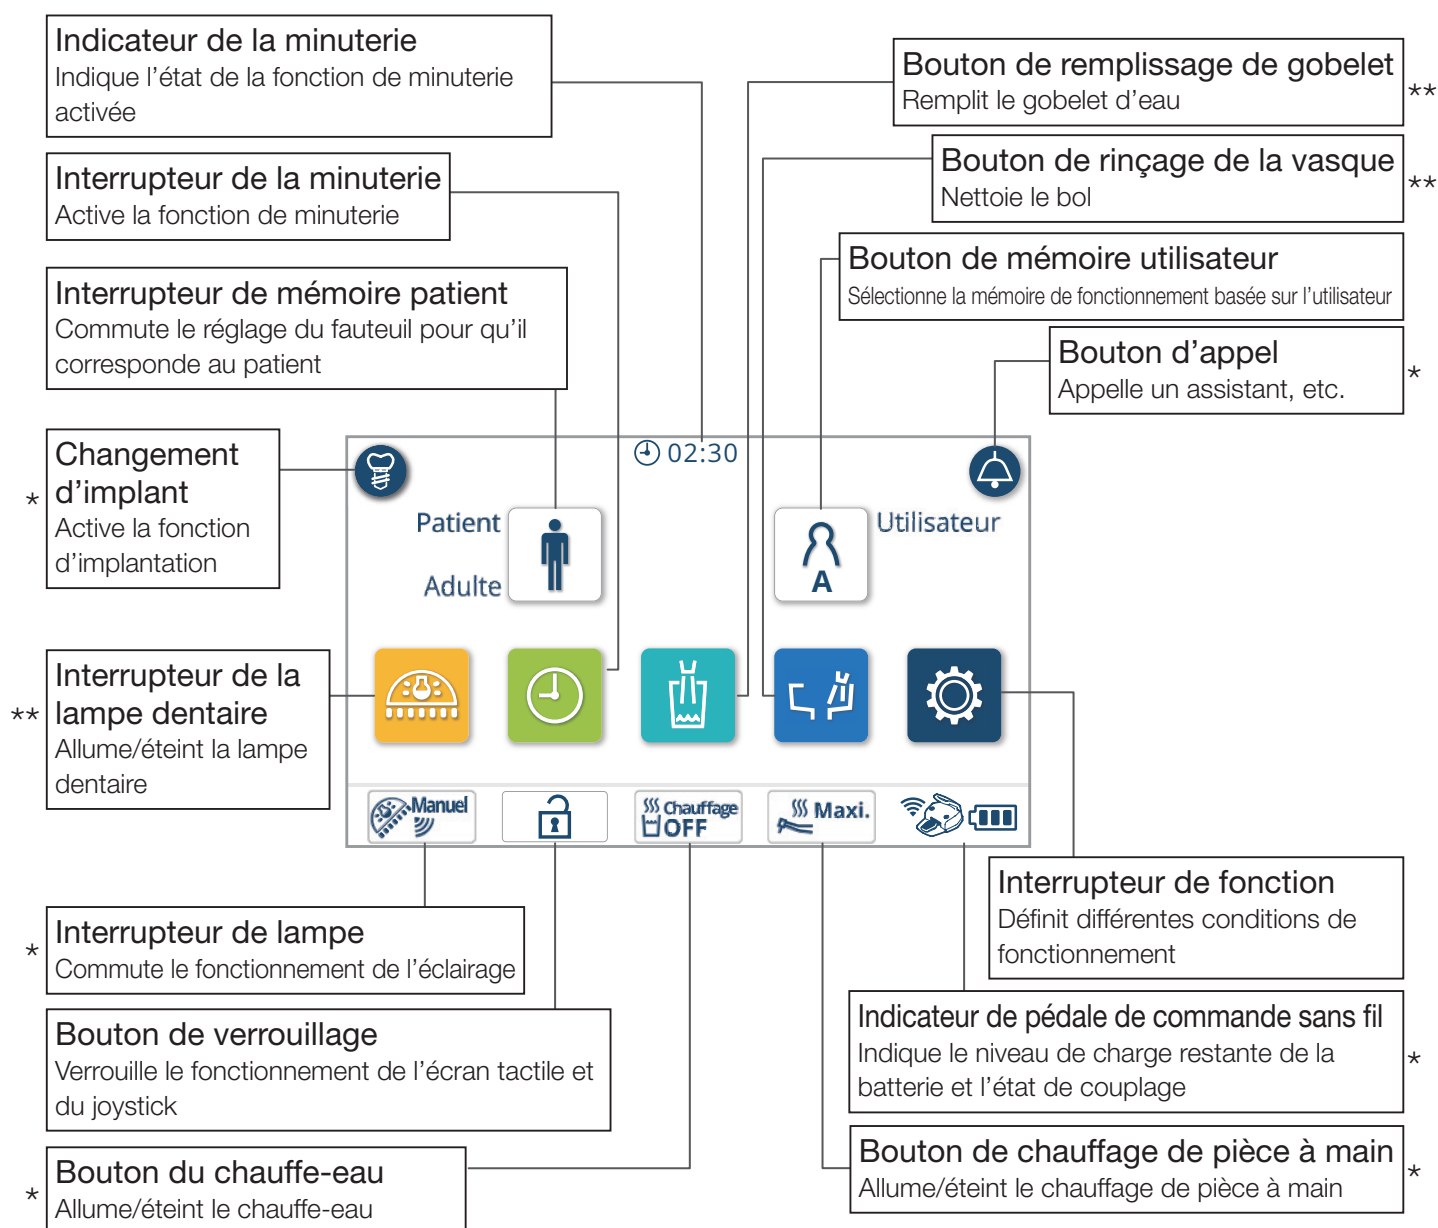 Indicateur de la minuterie
Indique l’état de la fonction de minuterie
activée
Interrupteur de la minuterie
Active la fonction de minuterie
Interrupteur de mémoire patient
Commute le réglage du fauteuil pour qu’il
corresponde au patient
*
Changement
d’implant
Active la fonction
d’implantation
**
Interrupteur de la
lampe dentaire
Allume/éteint la lampe
dentaire
Bouton de remplissage de gobelet
Remplit le gobelet d’eau
**
Bouton de rinçage de la vasque
Nettoie le bol
**
Bouton de mémoire utilisateur
Sélectionne la mémoire de fonctionnement basée sur l’utilisateur
Bouton d’appel
Appelle un assistant, etc.
*
02:30
Patient
Adulte
A
Utilisateur
Manuel
1
Chauffage
OFF
Maxi.
*
Interrupteur de lampe
Commute le fonctionnement de l’éclairage
Bouton de verrouillage
Verrouille le fonctionnement de l’écran tactile et
du joystick
*
Bouton du chauffe-eau
Allume/éteint le chauffe-eau
Interrupteur de fonction
Définit différentes conditions de
fonctionnement
Indicateur de pédale de commande sans fil
Indique le niveau de charge restante de la
batterie et l’état de couplage
*
Bouton de chauffage de pièce à main
Allume/éteint le chauffage de pièce à main
*